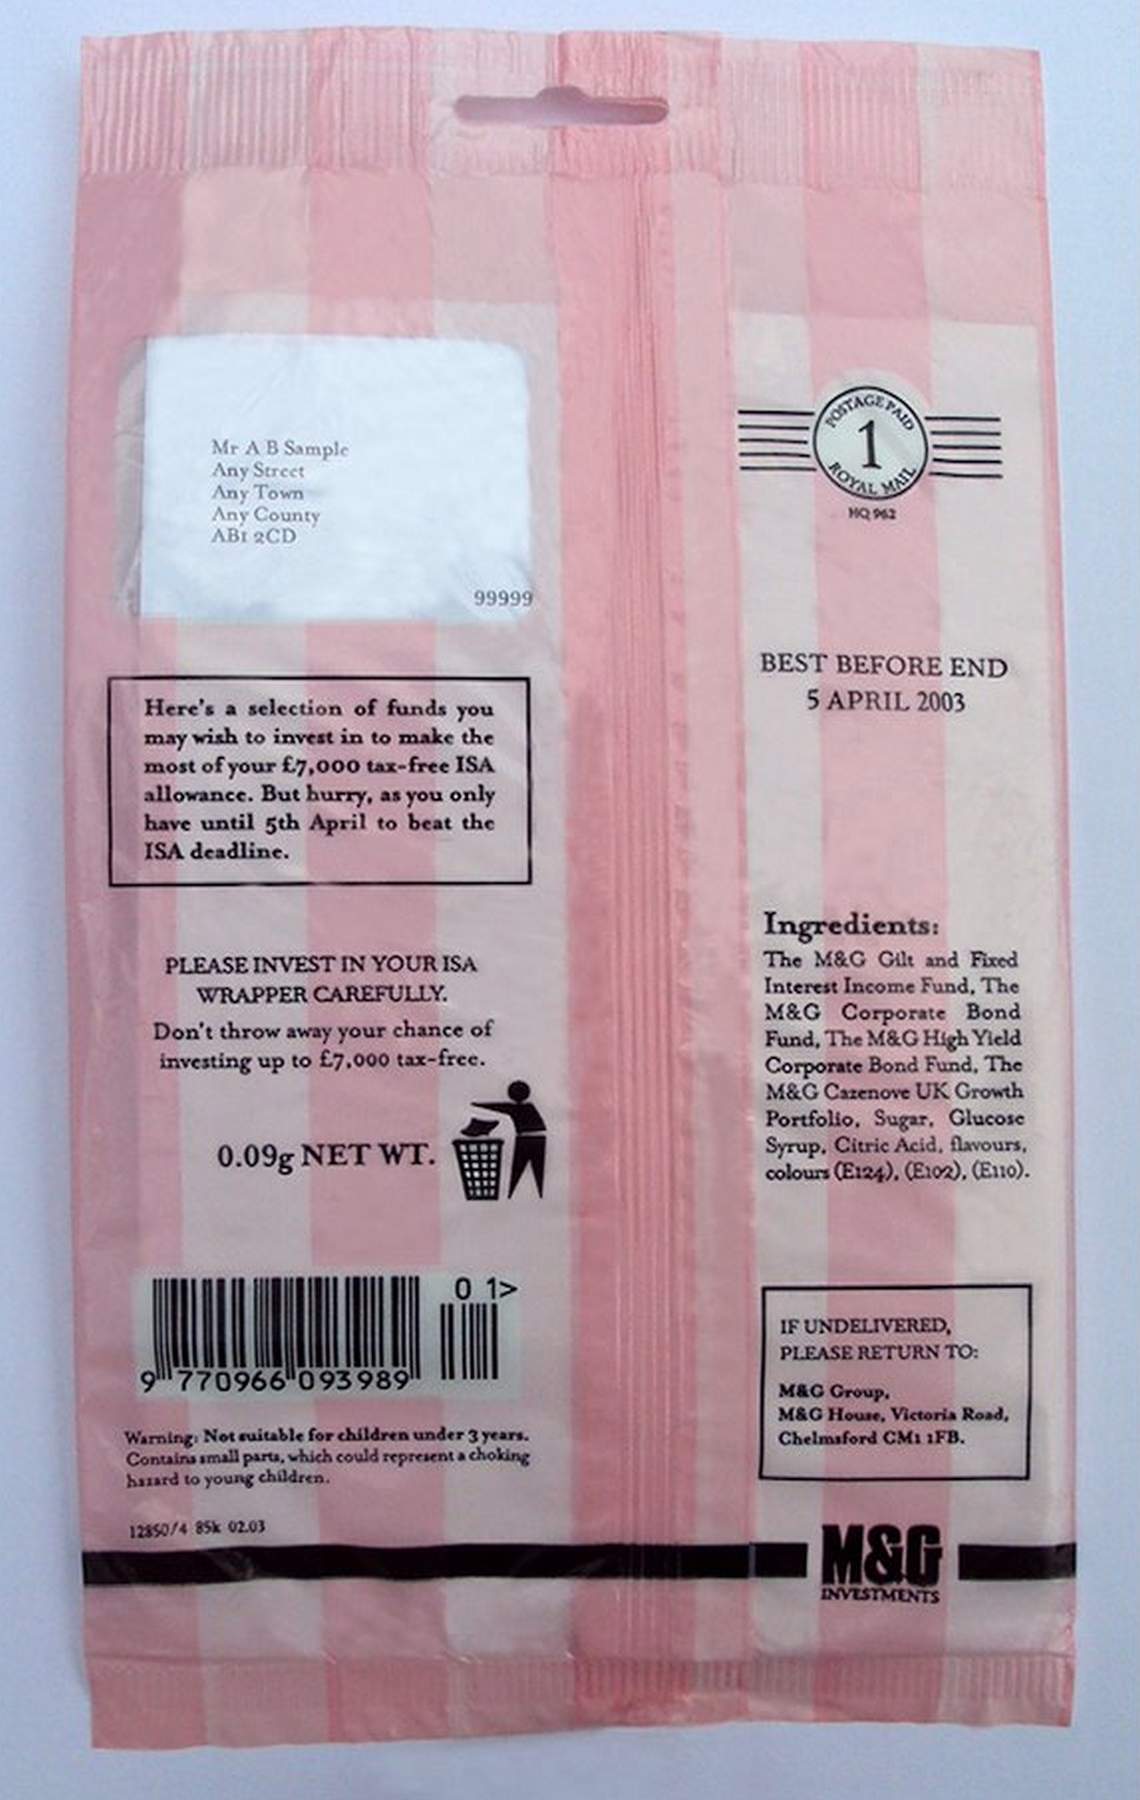 Mr A B Sample
Any Street
Any Town
Any County
AB1 2CD
99999
Here's a selection of funds you
may wish to invest in to make the
most of your £7,000 tax-free ISA
allowance. But hurry, as you only
have until 5th April to beat the
ISA deadline.
PLEASE INVEST IN YOUR ISA
WRAPPER CAREFULLY.
Don't throw away your chance of
investing up to £7,000 tax-free.
0.09g NET WT.
0 1>
9 770966 093989
Warning: Not suitable for children under 3 years.
Contains small parts, which could represent a choking
hazard to young children.
12850/4 85k 02.03
POSTAGE PAID
1
ROYAL MAIL
HQ 962
BEST BEFORE END
5 APRIL 2003
Ingredients:
The M&G Gilt and Fixed
Interest Income Fund, The
M&G Corporate Bond
Fund, The M&G High Yield
Corporate Bond Fund, The
M&G Cazenove UK Growth
Portfolio, Sugar, Glucose
Syrup, Citric Acid, flavours,
colours (E124), (E102), (E110).
IF UNDELIVERED,
PLEASE RETURN TO:
M&G Group,
M&G House, Victoria Road,
Chelmsford CM1 1FB.
M&G
INVESTMENTS